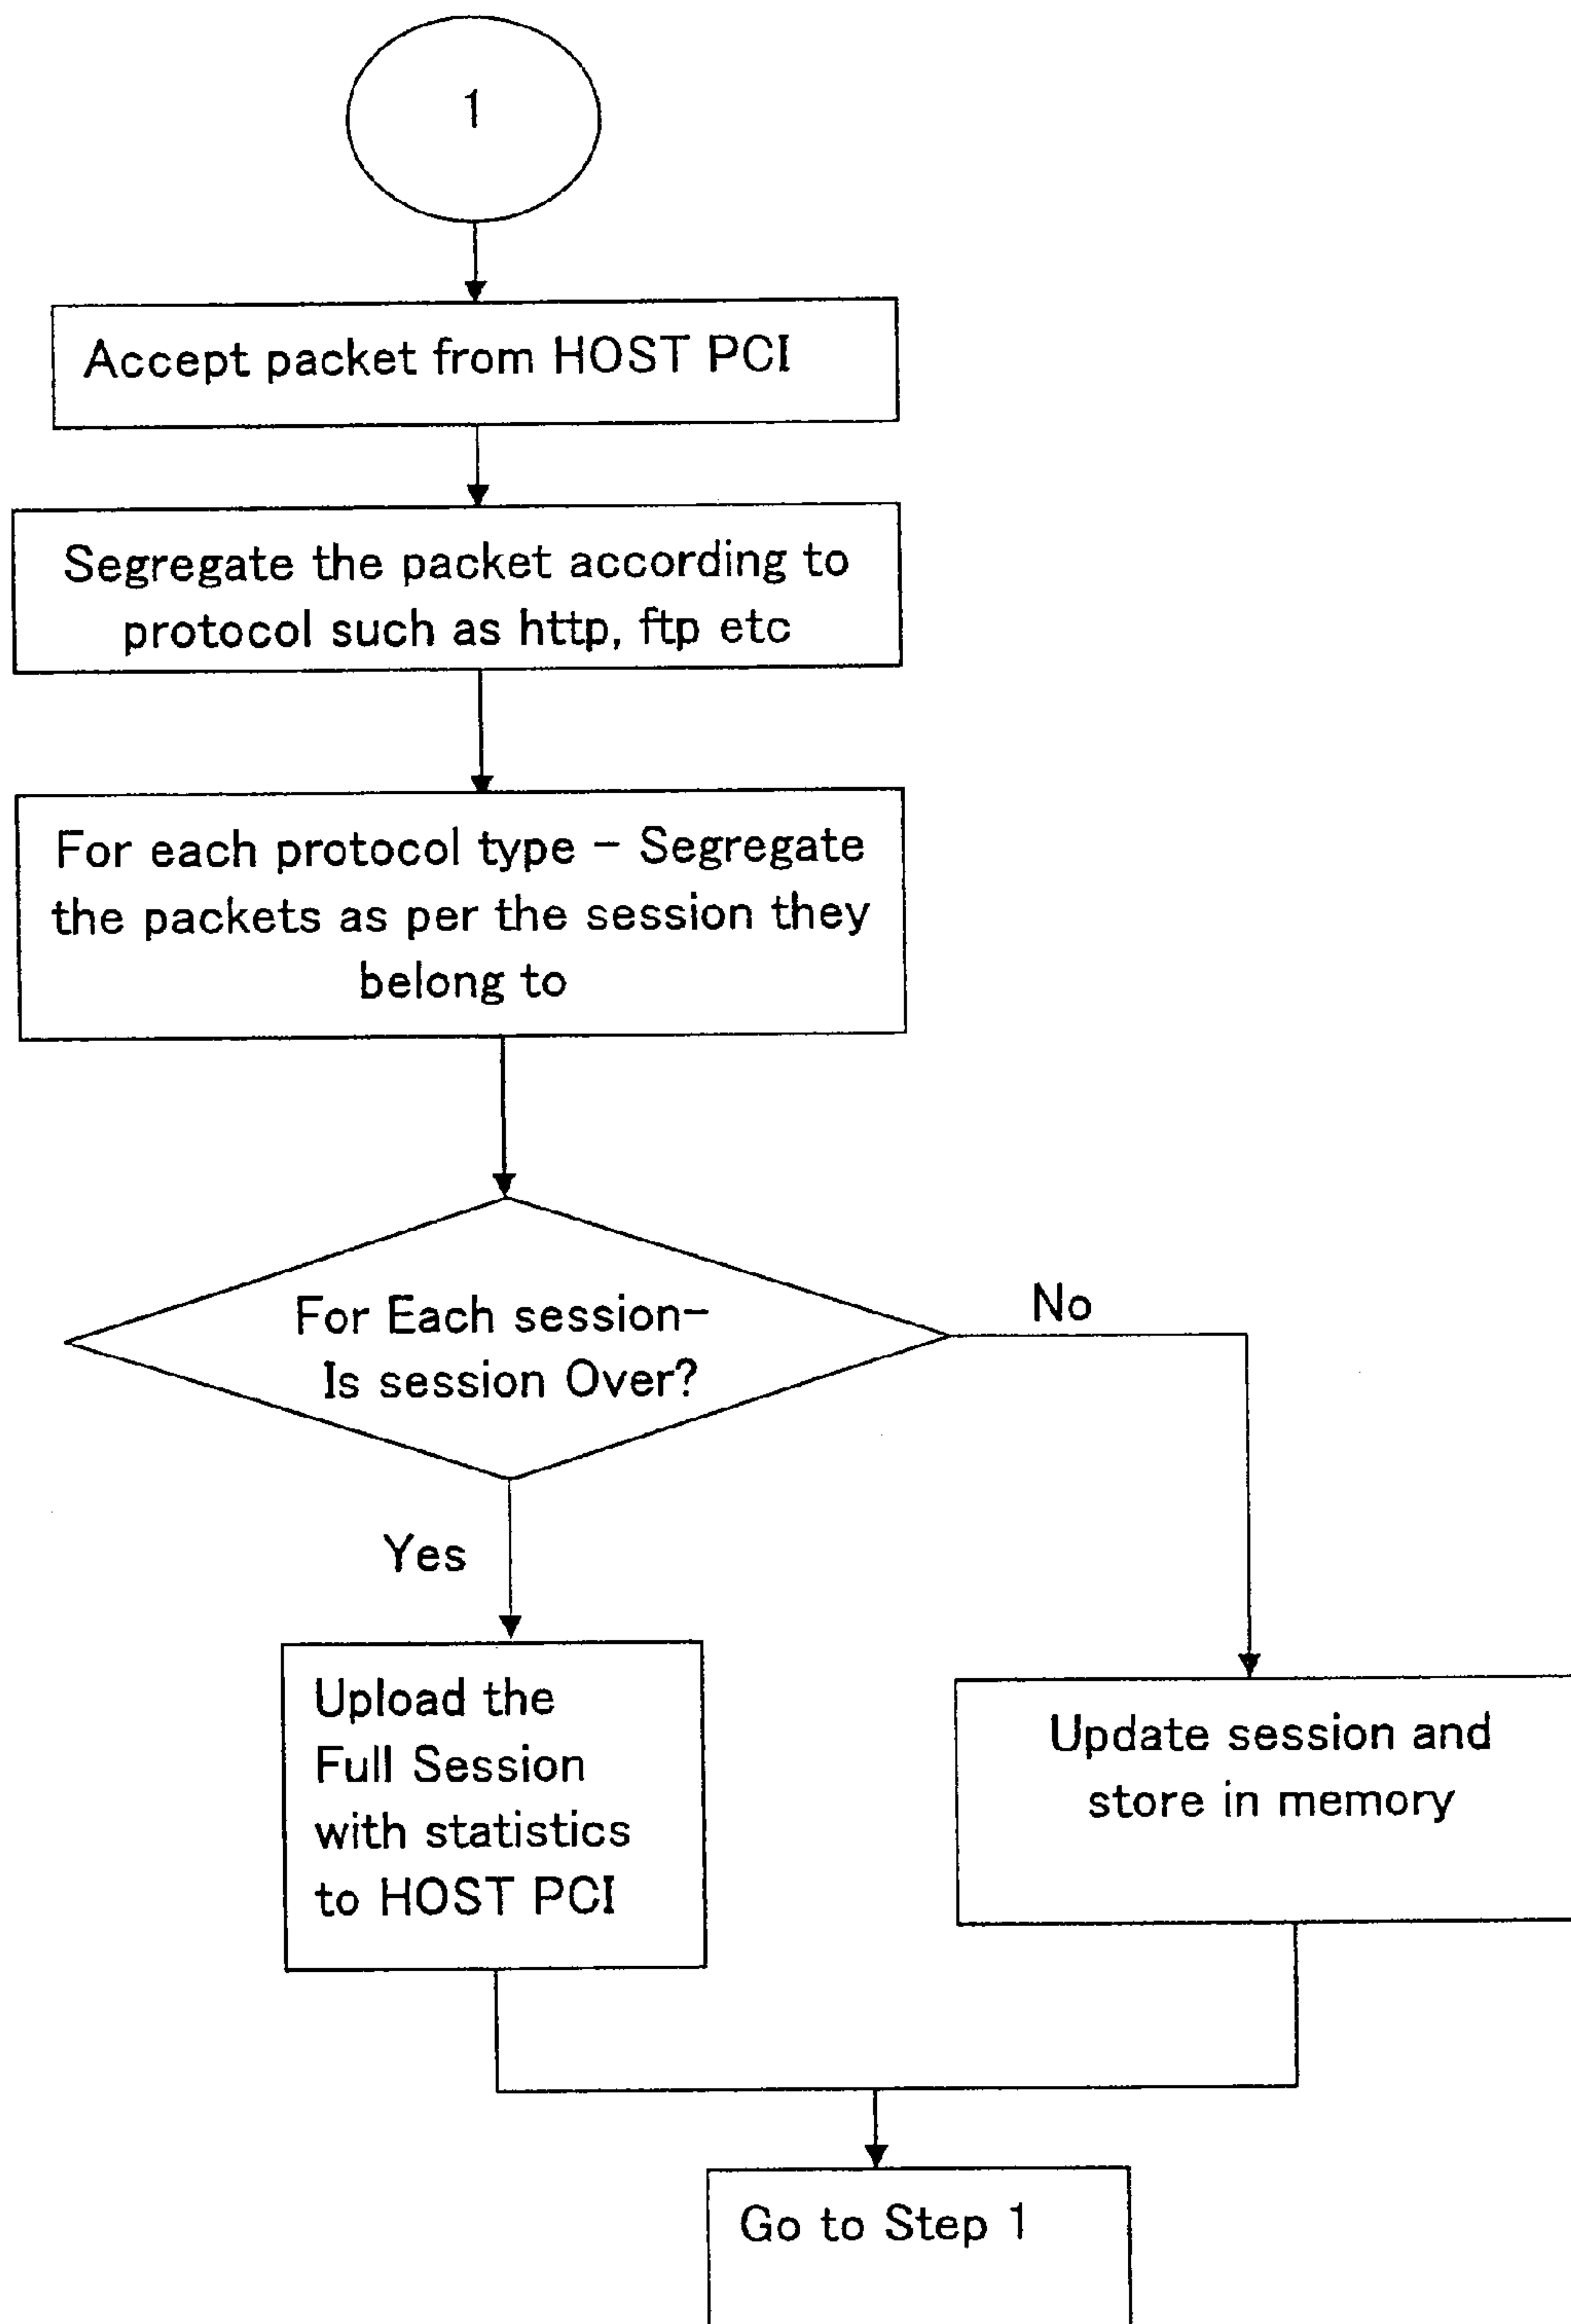 1
Accept packet from HOST PCI
Segregate the packet according to
protocol such as http, ftp etc
For each protocol type – Segregate
the packets as per the session they
belong to
For Each session-
Is session Over?
No
Yes
Upload the
Full Session
with statistics
to HOST PCI
Update session and
store in memory
Go to Step 1